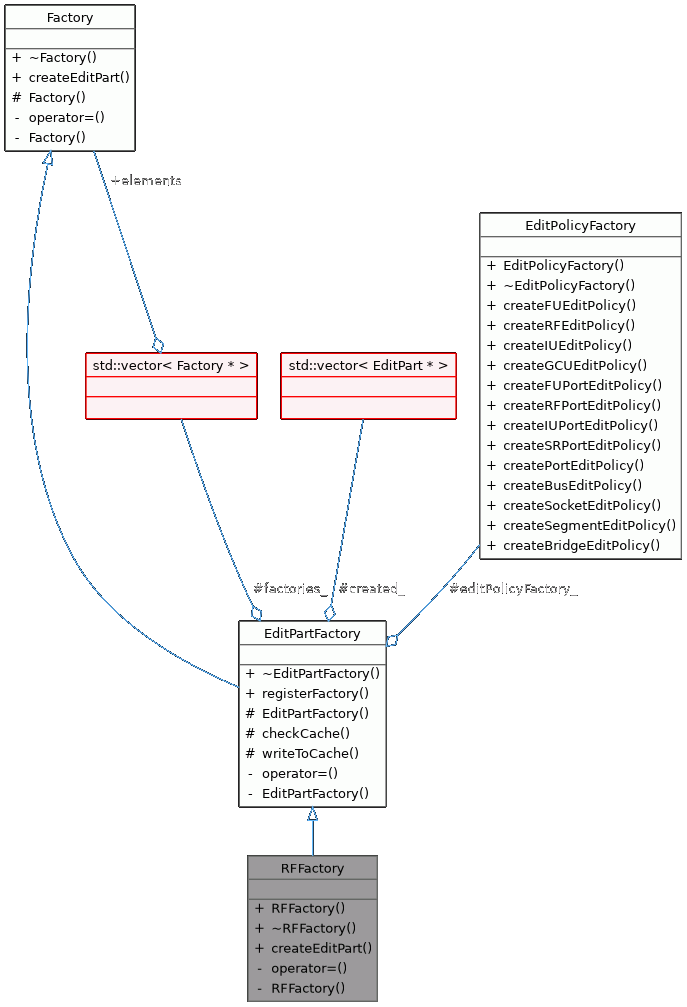 Factory
+ ~Factory()
+ createEditPart()
# Factory()
- operator=()
- Factory()
+elements
EditPolicyFactory
+ EditPolicyFactory()
+ ~EditPolicyFactory()
+ createFUEditPolicy()
+ createRFEditPolicy()
+ createIUEditPolicy()
+ createGCUEditPolicy()
+ createFUPortEditPolicy()
+ createRFPortEditPolicy()
+ createIUPortEditPolicy()
+ createSRPortEditPolicy()
+ createPortEditPolicy()
+ createBusEditPolicy()
+ createSocketEditPolicy()
+ createSegmentEditPolicy()
+ createBridgeEditPolicy()
std::vector< Factory * >
std::vector< EditPart * >
#factories_
#created_
#editPolicyFactory_
EditPartFactory
+ ~EditPartFactory()
+ registerFactory()
# EditPartFactory()
# checkCache()
# writeToCache()
- operator=()
- EditPartFactory()
RFFactory
+ RFFactory()
+ ~RFFactory()
+ createEditPart()
- operator=()
- RFFactory()